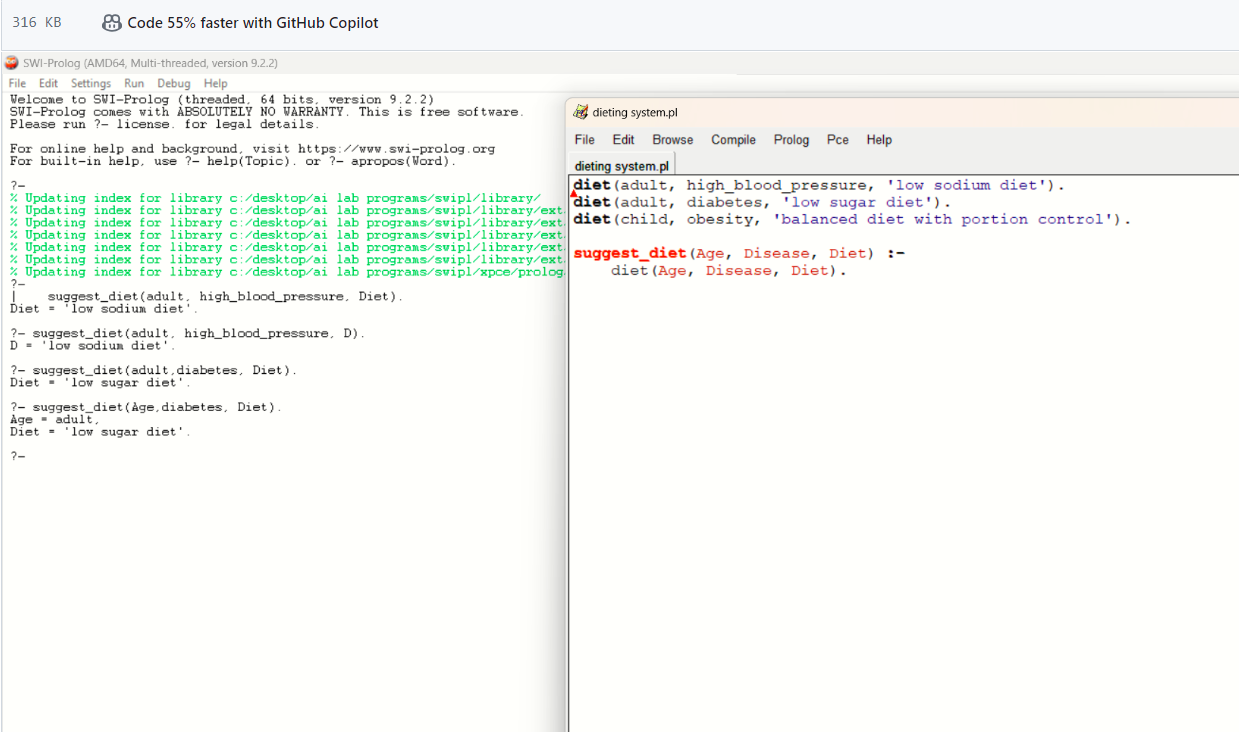 316 KB
Code 55% faster with GitHub Copilot
SWI-Prolog (AMD64, Multi-threaded, version 9.2.2)
File Edit Settings Run Debug Help
Welcome to SWI-Prolog (threaded, 64 bits, version 9.2.2)
SWI-Prolog comes with ABSOLUTELY NO WARRANTY. This is free software.
Please run ?- license. for legal details.
For online help and background, visit https://www.swi-prolog.org
For built-in help, use ?- help(Topic). or ?- apropos(Word).
?-
% Updating index for library c:/desktop/ai lab programs/swipl/library/
% Updating index for library c:/desktop/ai lab programs/swipl/library/ext
% Updating index for library c:/desktop/ai lab programs/swipl/library/ext
% Updating index for library c:/desktop/ai lab programs/swipl/library/ext
% Updating index for library c:/desktop/ai lab programs/swipl/library/ext
% Updating index for library c:/desktop/ai lab programs/swipl/library/ext
% Updating index for library c:/desktop/ai lab programs/swipl/xpce/prolog
?-
| suggest_diet(adult, high_blood_pressure, Diet).
Diet = 'low sodium diet'.
?- suggest_diet(adult, high_blood_pressure, D).
D = 'low sodium diet'.
?- suggest_diet(adult,diabetes, Diet).
Diet = 'low sugar diet'.
?- suggest_diet(Age,diabetes, Diet).
Age = adult,
Diet = 'low sugar diet'.
?-
dieting system.pl
File Edit Browse Compile Prolog Pce Help
dieting system.pl
diet(adult, high_blood_pressure, 'low sodium diet').
diet(adult, diabetes, 'low sugar diet').
diet(child, obesity, 'balanced diet with portion control').
suggest_diet(Age, Disease, Diet) :-
diet(Age, Disease, Diet).